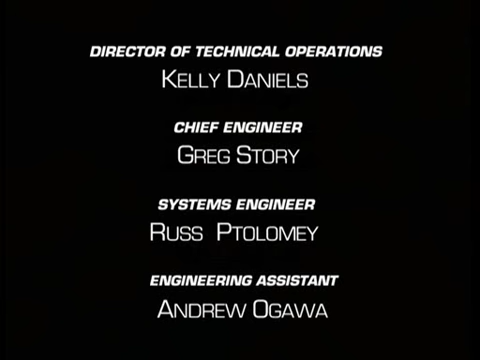 DIRECTOR OF TECHNICAL OPERATIONS
KELLY DANIELS
CHIEF ENGINEER
GREG STORY
SYSTEMS ENGINEER
RUSS PTOLOMEY
ENGINEERING ASSISTANT
ANDREW OGAWA